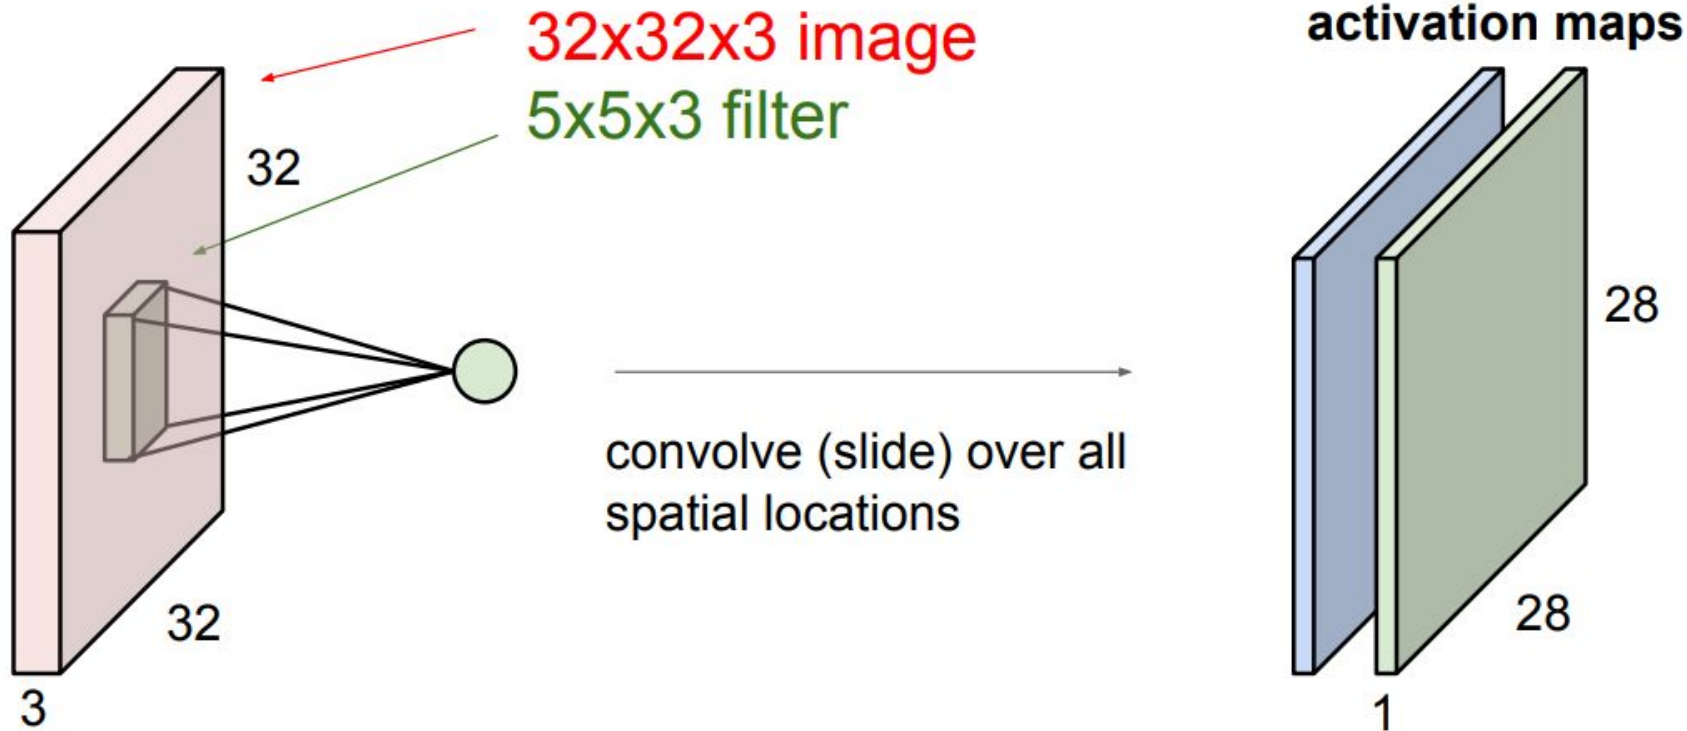 32x32x3 image
5x5x3 filter
32
32
3
convolve (slide) over all
spatial locations
activation maps
28
28
1